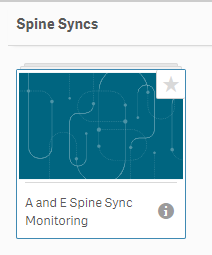 Spine Syncs
A and E Spine Sync
Monitoring